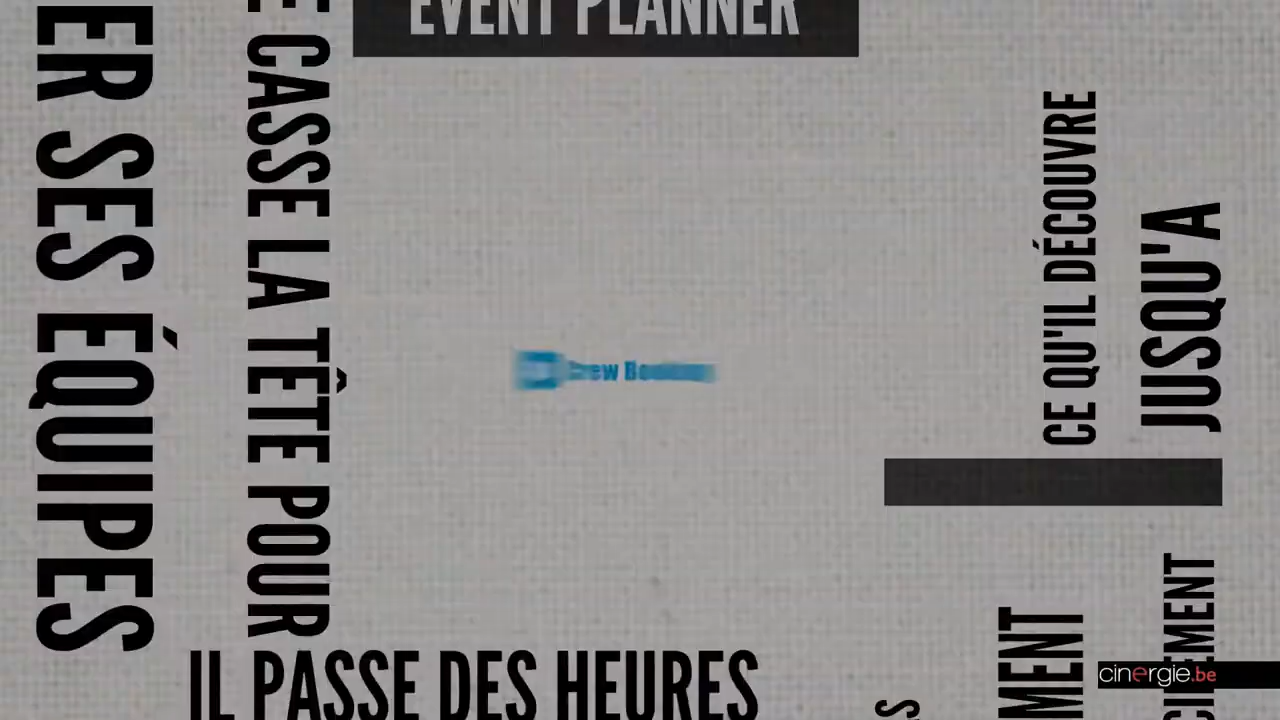 EVENT PLANNER
ER SES ÉQUIPES
E CASSE LA TÊTE POUR
CE QU'IL DÉCOUVRE
JUSQU'A
Crew
IL PASSE DES HEURES
MENT
cinergie.be